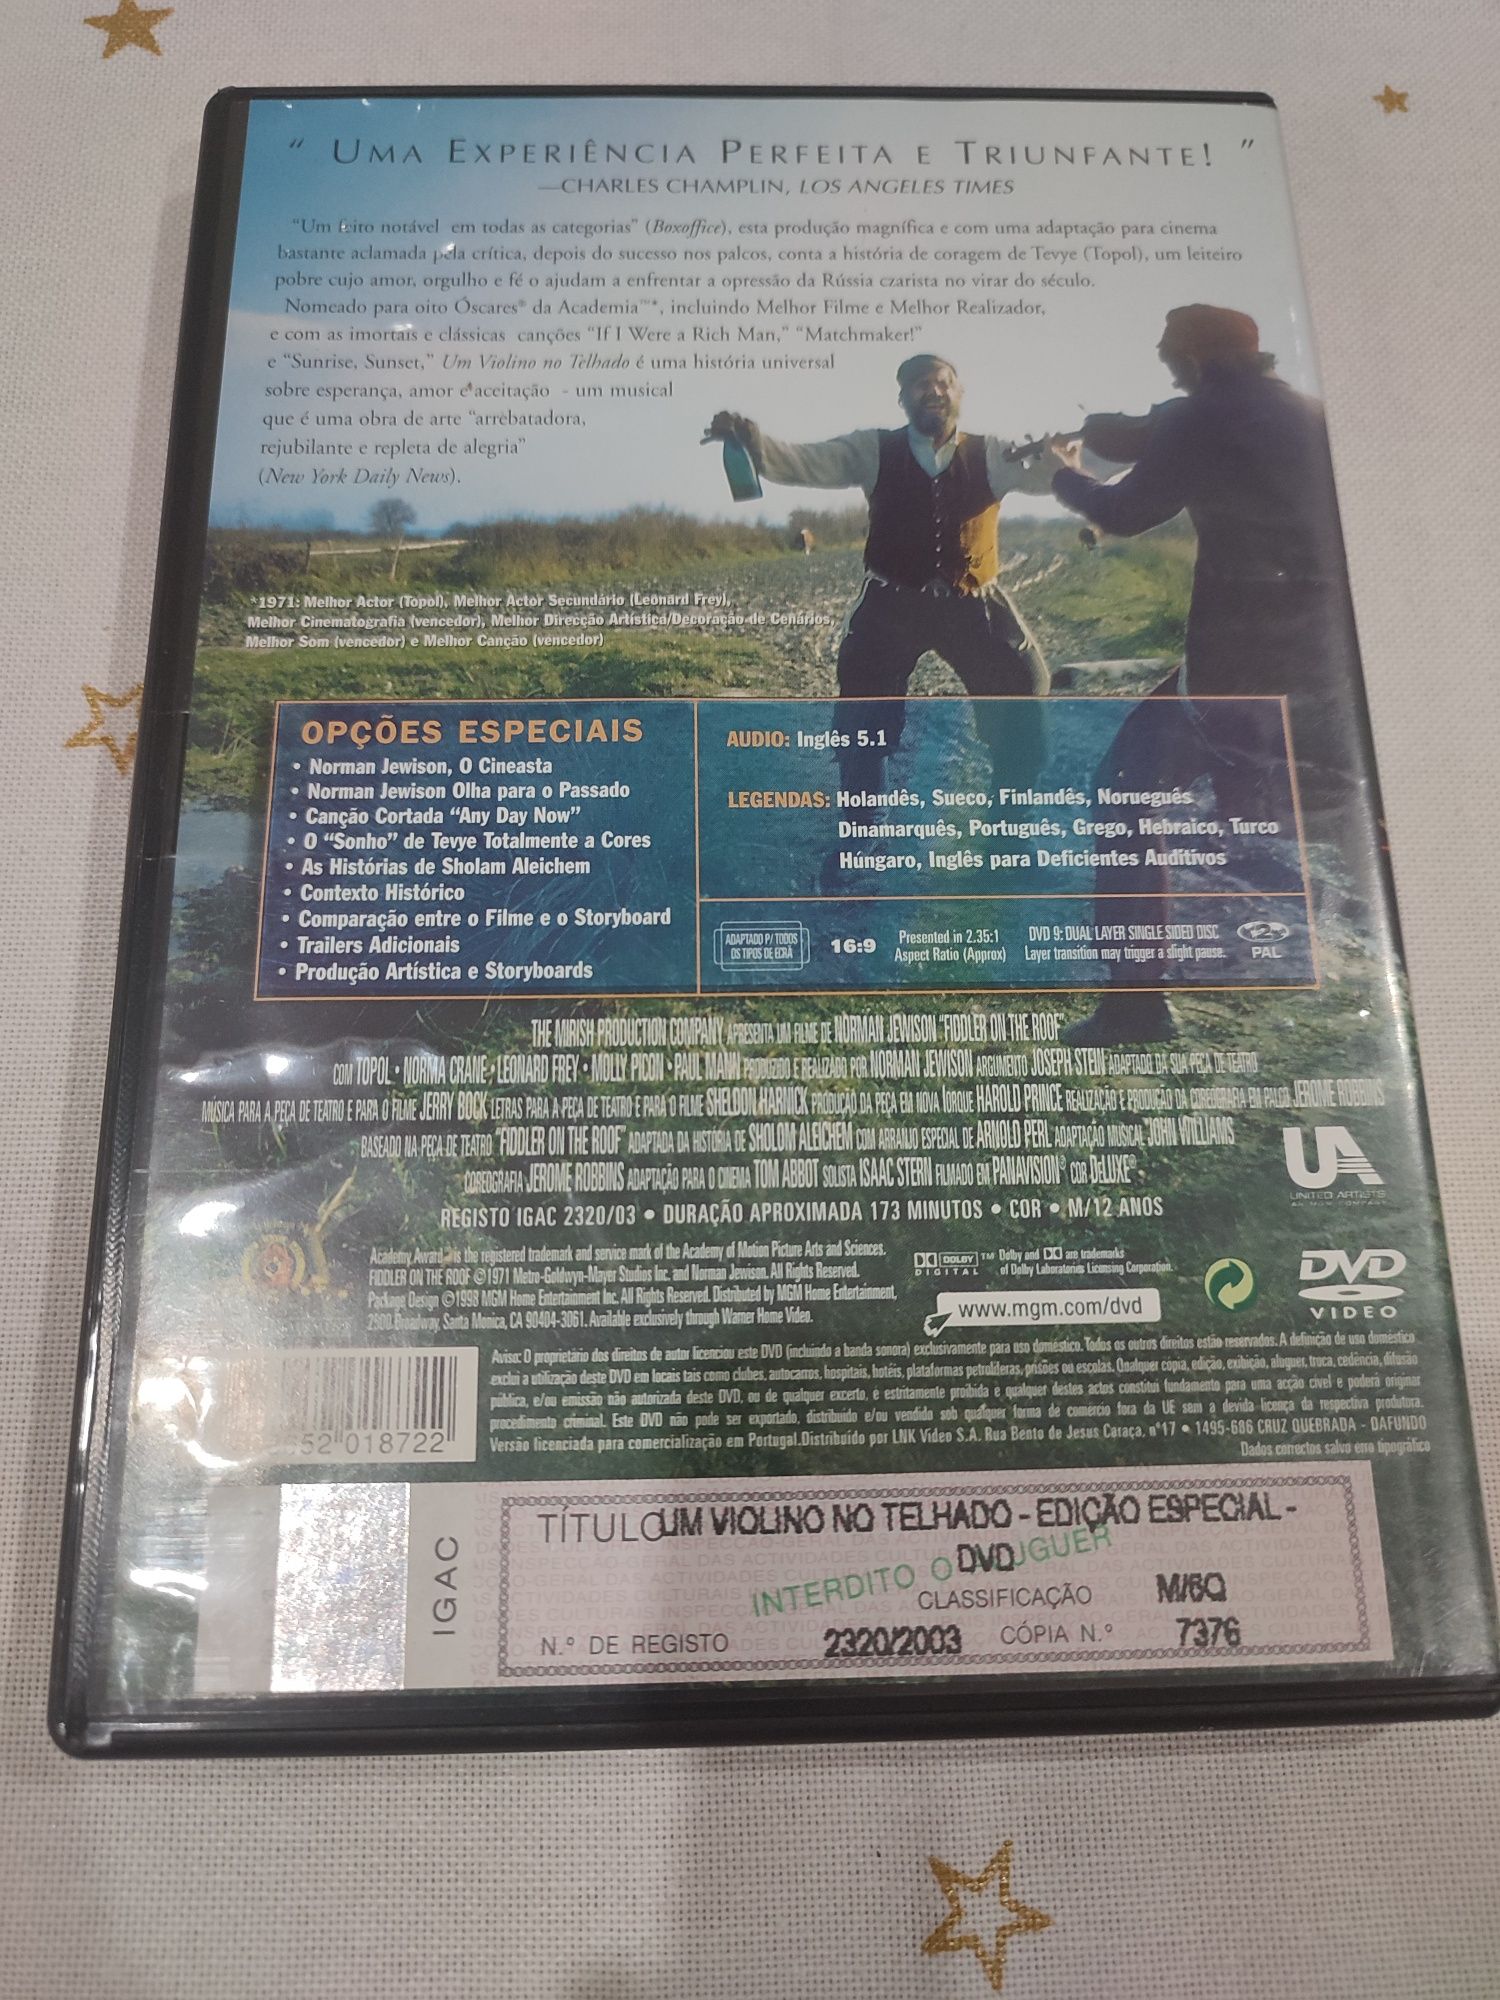 " UMA EXPERIÊNCIA PERFEITA E TRIUNFANTE! "
—CHARLES CHAMPLIN, LOS ANGELES TIMES
"Um feito notável em todas as categorias" (Boxoffice), esta produção magnífica e com uma adaptação para cinema
bastante aclamada pela crítica, depois do sucesso nos palcos, conta a história de coragem de Tevye (Topol), um leiteiro
pobre cujo amor, orgulho e fé o ajudam a enfrentar a opressão da Rússia czarista no virar do século.
Nomeado para oito Óscares® da Academia™*, incluindo Melhor Filme e Melhor Realizador,
e com as imortais e clássicas canções "If I Were a Rich Man," "Matchmaker!"
e "Sunrise, Sunset," Um Violino no Telhado é uma história universal
sobre esperança, amor e aceitação - um musical
que é uma obra de arte "arrebatadora,
rejubilante e repleta de alegria"
(New York Daily News).
*1971: Melhor Actor (Topol), Melhor Actor Secundário (Leonard Frey),
Melhor Cinematografia (vencedor), Melhor Direcção Artística/Decoração de Cenários,
Melhor Som (vencedor) e Melhor Canção (vencedor)
OPÇÕES ESPECIAIS
• Norman Jewison, O Cineasta
• Norman Jewison Olha para o Passado
• Canção Cortada "Any Day Now"
• O "Sonho" de Tevye Totalmente a Cores
• As Histórias de Sholam Aleichem
• Contexto Histórico
• Comparação entre o Filme e o Storyboard
• Trailers Adicionais
• Produção Artística e Storyboards
AUDIO: Inglês 5.1
LEGENDAS: Holandês, Sueco, Finlandês, Norueguês
Dinamarquês, Português, Grego, Hebraico, Turco
Húngaro, Inglês para Deficientes Auditivos
ADAPTADO P/ TODOS
OS TIPOS DE ECRÃ
16:9
Presented in 2.35:1
Aspect Ratio (Approx)
DVD 9: DUAL LAYER SINGLE SIDED DISC
Layer transition may trigger a slight pause.
2
PAL
THE MIRISH PRODUCTION COMPANY APRESENTA UM FILME DE NORMAN JEWISON "FIDDLER ON THE ROOF"
COM TOPOL • NORMA CRANE • LEONARD FREY • MOLLY PICON • PAUL MANN PRODUZIDO E REALIZADO POR NORMAN JEWISON ARGUMENTO JOSEPH STEIN ADAPTADO DA SUA PEÇA DE TEATRO
MÚSICA PARA A PEÇA DE TEATRO E PARA O FILME JERRY BOCK LETRAS PARA A PEÇA DE TEATRO E PARA O FILME SHELDON HARNICK PRODUÇÃO DA PEÇA EM NOVA IORQUE HAROLD PRINCE REALIZAÇÃO E PRODUÇÃO DA COREOGRAFIA EM PALCO JEROME ROBBINS
BASEADO NA PEÇA DE TEATRO "FIDDLER ON THE ROOF" ADAPTADA DA HISTORIA DE SHOLOM ALEICHEM COM ARRANJO ESPECIAL DE ARNOLD PERL ADAPTAÇÃO MUSICAL JOHN WILLIAMS
COREOGRAFIA JEROME ROBBINS ADAPTAÇÃO PARA O CINEMA TOM ABBOT SOLISTA ISAAC STERN FILMADO EM PANAVISION® COR DeLUXE®
REGISTO IGAC 2320/03 • DURAÇÃO APROXIMADA 173 MINUTOS • COR • M/12 ANOS
UA
UNITED ARTISTS
Academy Award® is the registered trademark and service mark of the Academy of Motion Picture Arts and Sciences.
FIDDLER ON THE ROOF ©1971 Metro-Goldwyn-Mayer Studios Inc. and Norman Jewison. All Rights Reserved.
Package Design ©1998 MGM Home Entertainment Inc. All Rights Reserved. Distributed by MGM Home Entertainment,
2500 Broadway, Santa Monica, CA 90404-3061. Available exclusively through Warner Home Video.
DOLBY
DIGITAL
™ Dolby and are trademarks
of Dolby Laboratories Licensing Corporation.
www.mgm.com/dvd
DVD
VIDEO
Aviso: O proprietário dos direitos de autor licenciou este DVD (incluindo a banda sonora) exclusivamente para uso doméstico. Todos os outros direitos estão reservados. A definição de uso doméstico
exclui a utilização deste DVD em locais tais como clubes, autocarros, hospitais, hotéis, plataformas petrolíferas, prisões ou escolas. Qualquer cópia, edição, exibição, aluguer, troca, cedência, difusão
pública, e/ou emissão não autorizada deste DVD, ou de qualquer excerto, é estritamente proibida e qualquer destes actos constitui fundamento para uma acção cível e poderá originar
procedimento criminal. Este DVD não pode ser exportado, distribuído e/ou vendido sob qualquer forma de comércio fora da UE sem a devida licença da respectiva produtora.
Versão licenciada para comercialização em Portugal. Distribuído por LNK Vídeo S.A. Rua Bento de Jesus Caraça, nº17 • 1495-686 CRUZ QUEBRADA - DAFUNDO
Dados correctos salvo erro tipográfico
52 018722
IGAC
TÍTULO UM VIOLINO NO TELHADO - EDIÇÃO ESPECIAL -
DVD
INTERDITO O UGUER
CLASSIFICAÇÃO M/6Q
N.º DE REGISTO 2320/2003 CÓPIA N.º 7376